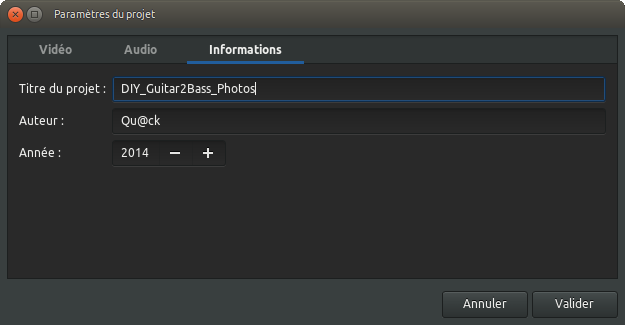 Paramètres du projet
Vidéo Audio Informations
Titre du projet : DIY_Guitar2Bass_Photos
Auteur : Qu@ck
Année : 2014 − +
Annuler Valider